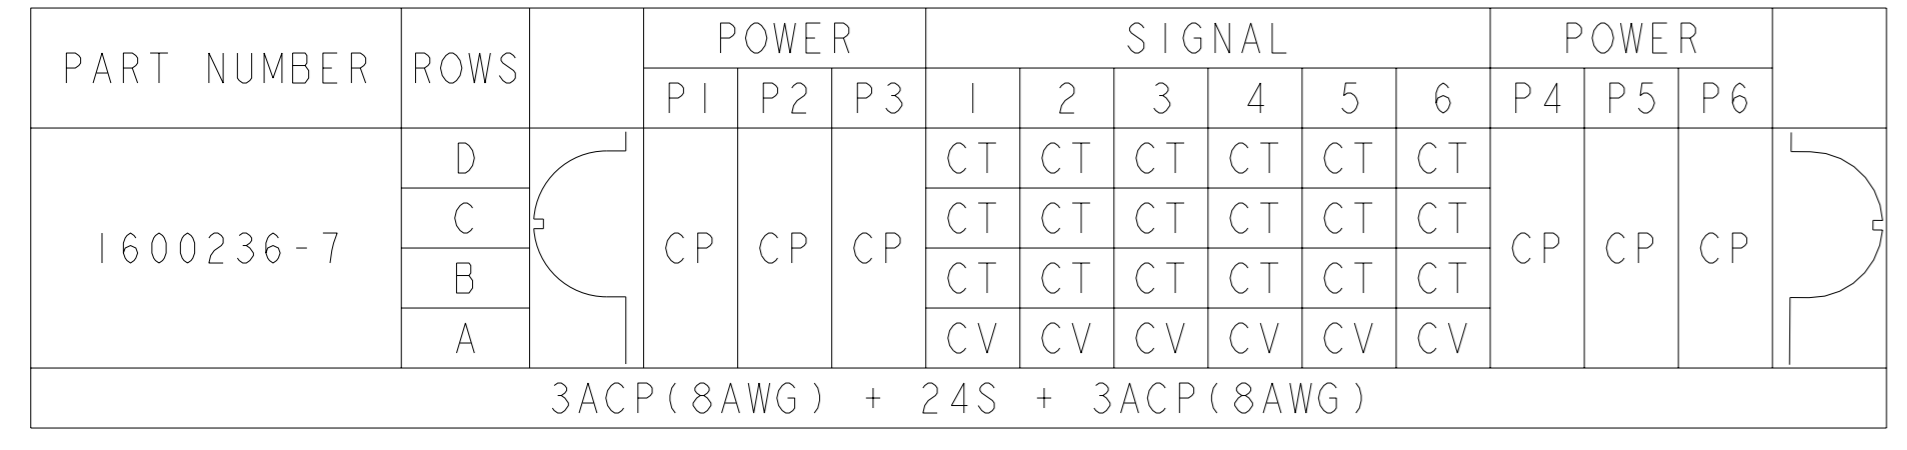 PART NUMBER ROWS POWER SIGNAL POWER
P1 P2 P3 1 2 3 4 5 6 P4 P5 P6
D CT CT CT CT CT CT
C CT CT CT CT CT CT
1600236-7 CP CP CP CP CP CP
B CT CT CT CT CT CT
A CV CV CV CV CV CV
3ACP(8AWG) + 24S + 3ACP(8AWG)